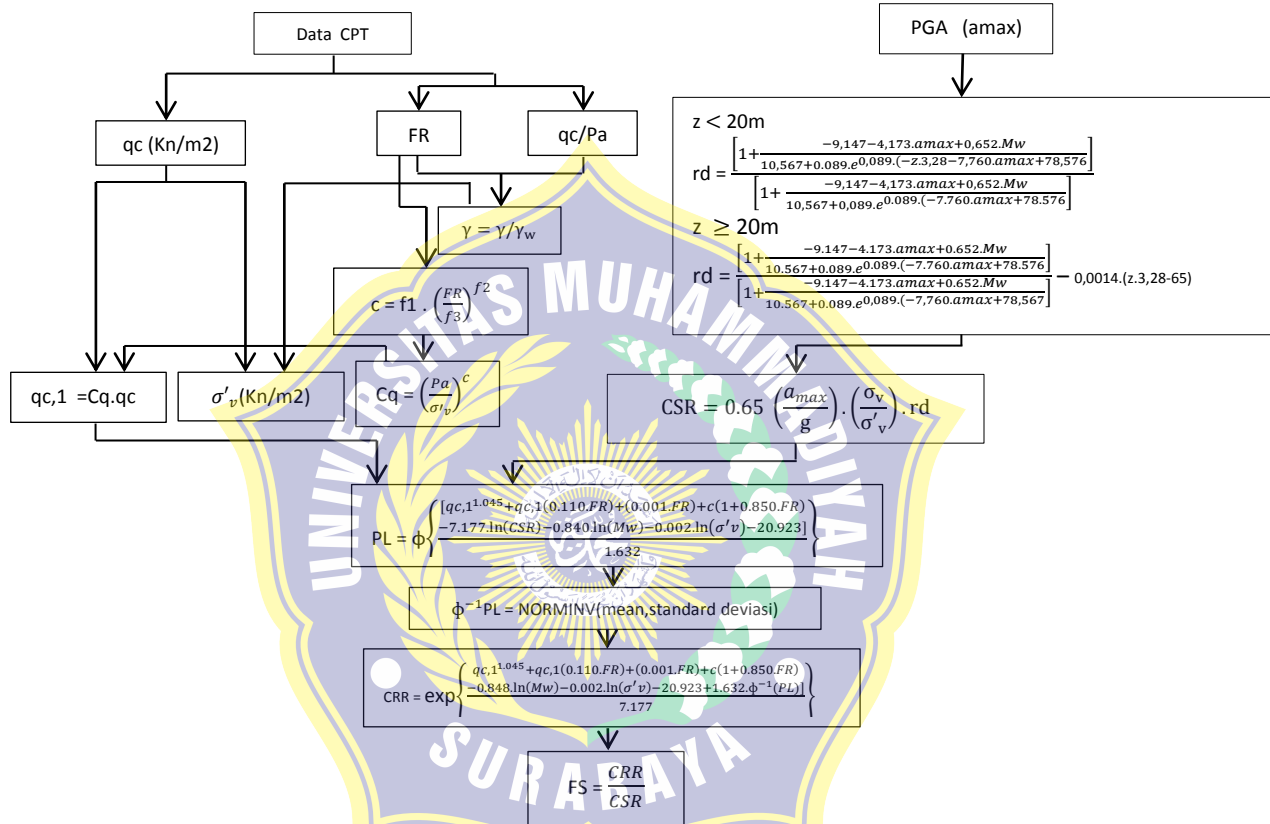 Data CPT
PGA (amax)
qc (Kn/m2)
FR
qc/Pa
γ = γ/γw
c = f1 . (FR/f3)^f2
qc,1 =Cq.qc
σ′v(Kn/m2)
Cq = (Pa/σ′v)^c
z < 20m
rd = [1+ (−9,147−4,173.amax+0,652.Mw)/(10,567+0.089.e^0,089.(−z.3,28−7,760.amax+78,576)]
[1+ (−9,147−4,173.amax+0,652.Mw)/(10,567+0,089.e^0.089.(−7.760.amax+78.576)]
z ≥ 20m
rd = [1+ (−9.147−4.173.amax+0.652.Mw)/(10.567+0.089.e^0.089.(−7.760.amax+78.576)]
[1+ (−9.147−4.173.amax+0.652.Mw)/(10.567+0.089.e^0,089.(−7,760.amax+78,567)] − 0,0014.(z.3,28-65)
CSR = 0.65 (amax/g) . (σv/σ′v) . rd
PL = ϕ{ [qc,1^1.045+qc,1(0.110.FR)+(0.001.FR)+c(1+0.850.FR)
−7.177.ln(CSR)−0.840.ln(Mw)−0.002.ln(σ′v)−20.923]
1.632 }
ϕ⁻¹PL = NORMINV(mean,standard deviasi)
CRR = exp{ qc,1^1.045+qc,1(0.110.FR)+(0.001.FR)+c(1+0.850.FR)
−0.848.ln(Mw)−0.002.ln(σ′v)−20.923+1.632.ϕ⁻¹(PL)]
7.177 }
FS = CRR/CSR
UNIVERSITAS MUHAMMADIYAH
SURABAYA